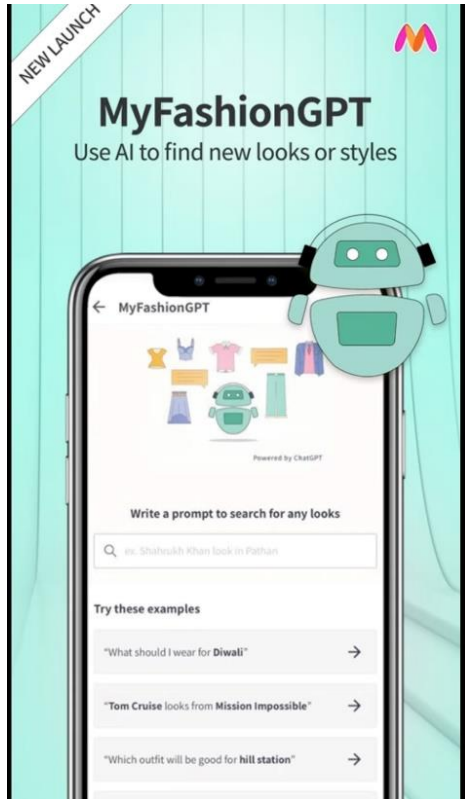 NEW LAUNCH
MyFashionGPT
Use AI to find new looks or styles
MyFashionGPT
Powered by ChatGPT
Write a prompt to search for any looks
ex. Shahrukh Khan look in Pathan
Try these examples
"What should I wear for Diwali"
"Tom Cruise looks from Mission Impossible"
"Which outfit will be good for hill station"